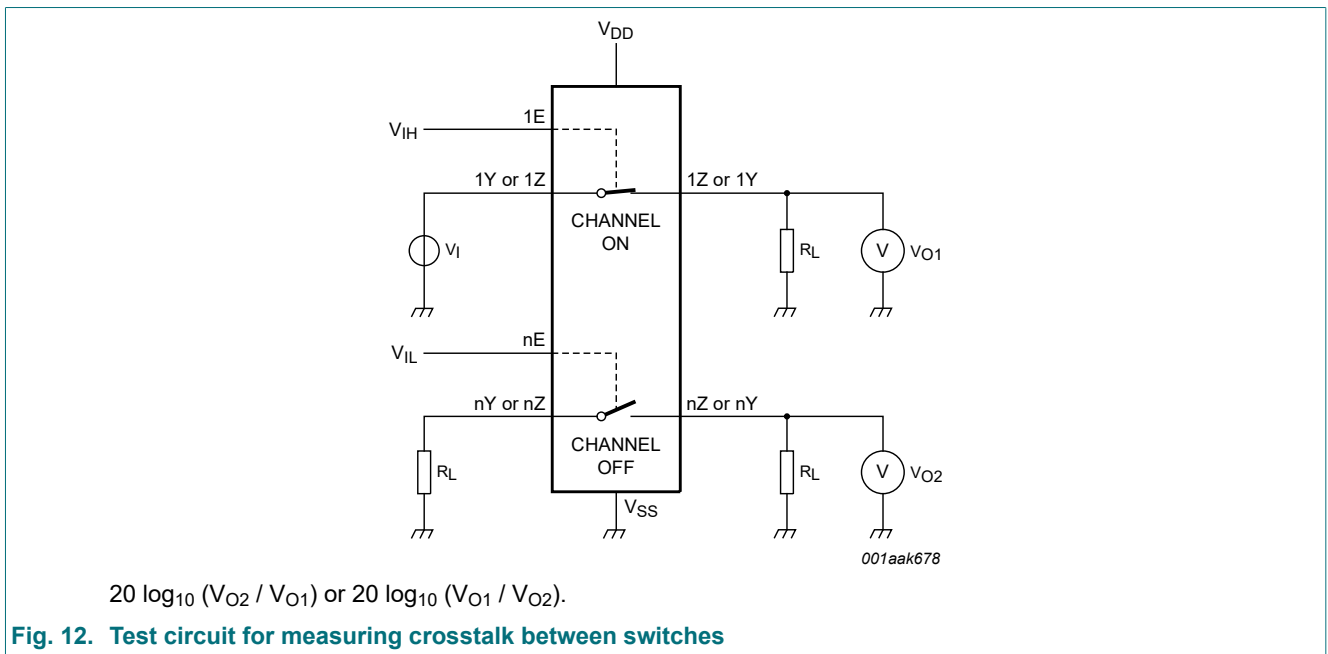 VDD
1E
VIH
1Y or 1Z
1Z or 1Y
CHANNEL
ON
VI
RL
V
VO1
nE
VIL
nY or nZ
nZ or nY
CHANNEL
OFF
RL
RL
V
VO2
VSS
001aak678
20 log10 (VO2 / VO1) or 20 log10 (VO1 / VO2).
Fig. 12. Test circuit for measuring crosstalk between switches